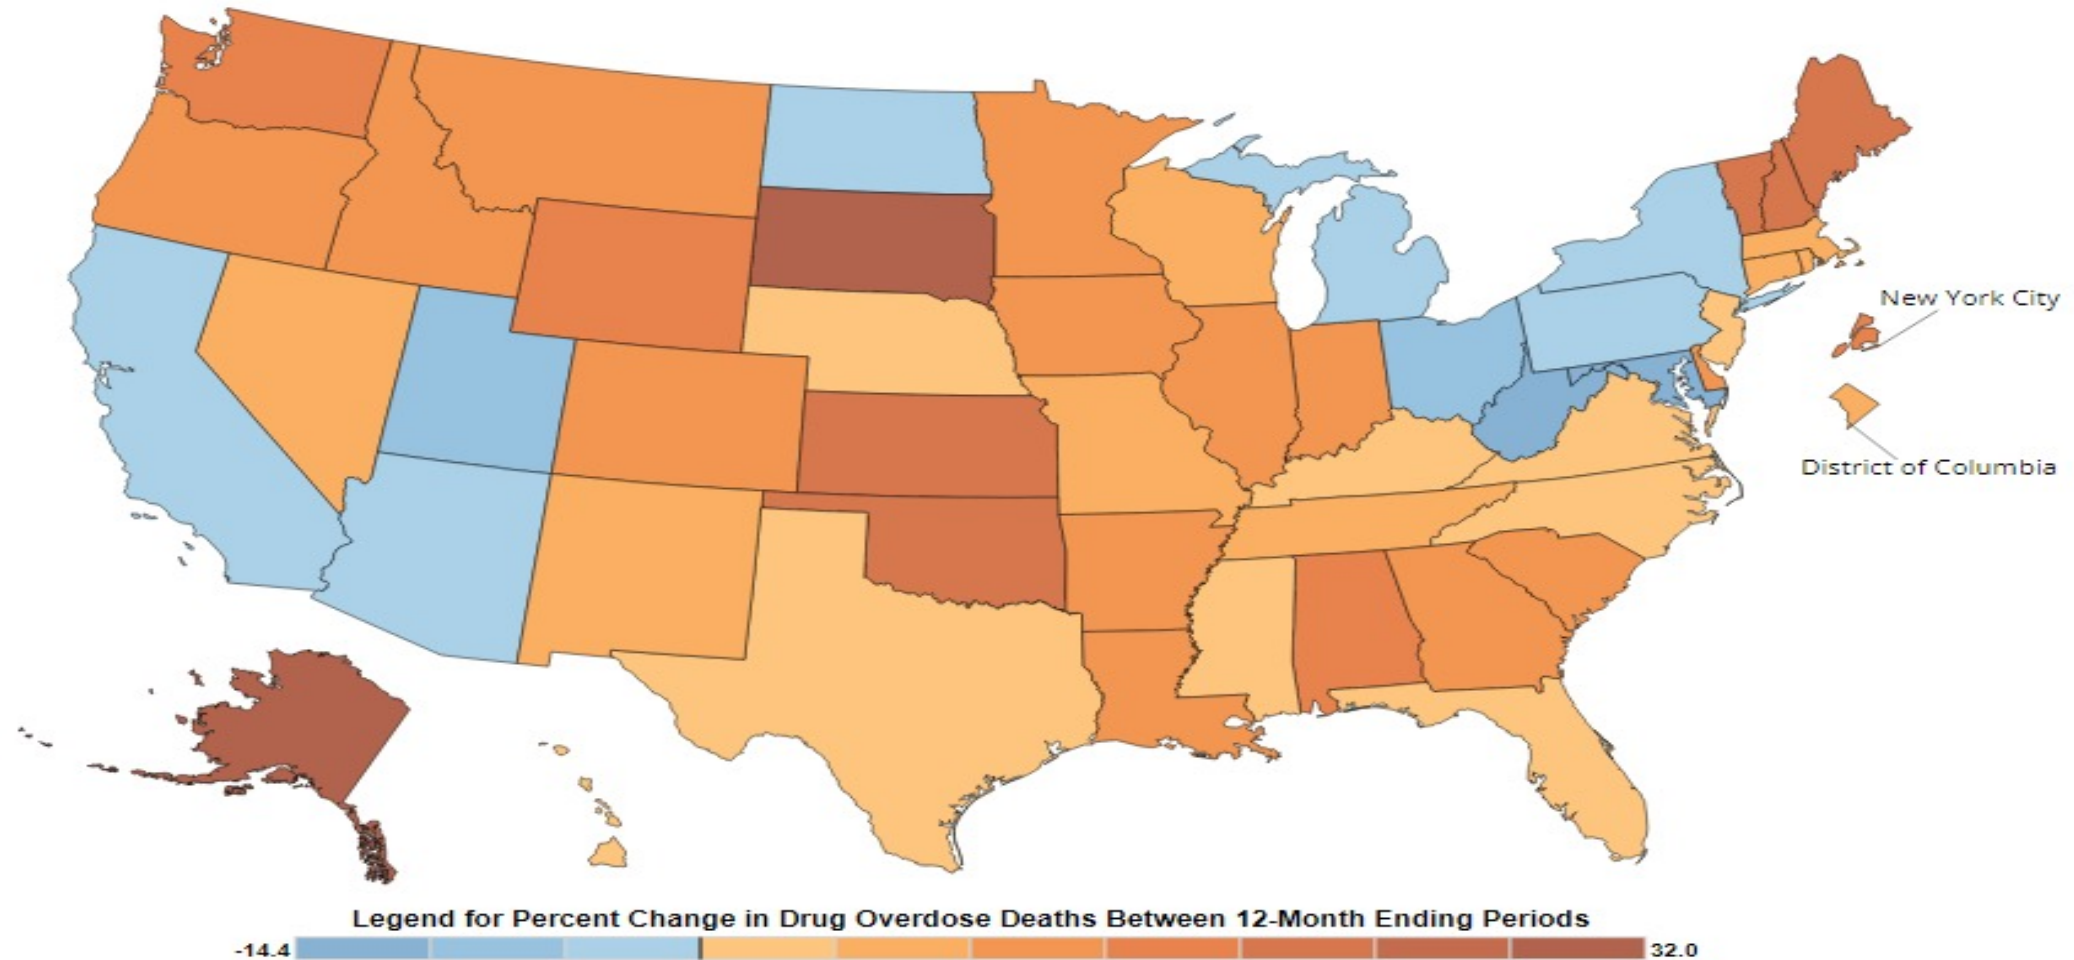 New York City
District of Columbia
Legend for Percent Change in Drug Overdose Deaths Between 12-Month Ending Periods
-14.4 32.0